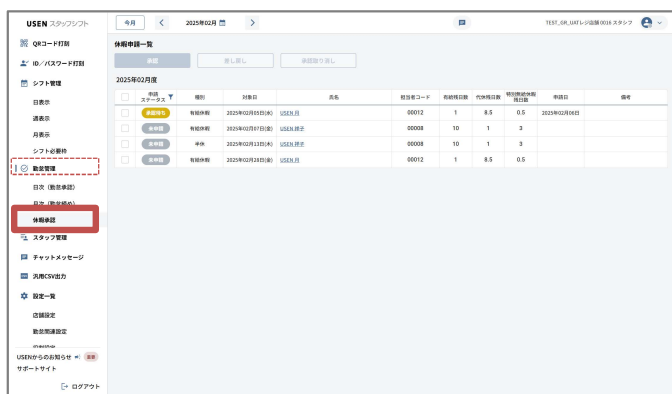 USEN スタッフシフト
今月
2025年02月
TEST_GR_UATレジ店舗0016 スタシフ
QRコード打刻
ID／パスワード打刻
シフト管理
日表示
週表示
月表示
シフト必要枠
勤怠管理
日次（勤怠承認）
月次（勤怠締め）
休暇承認
スタッフ管理
チャットメッセージ
汎用CSV出力
設定一覧
店舗設定
勤怠関連設定
USENからのお知らせ
サポートサイト
ログアウト
休暇申請一覧
承認 差し戻し 承認取り消し
2025年02月度
申請ステータス 種別 対象日 氏名 担当者コード 有給残日数 代休残日数 特別無給休暇残日数 申請日 備考
承認待ち 有給休暇 2025年02月05日(水) USEN 月 00012 1 8.5 0.5 2025年02月06日
未申請 有給休暇 2025年02月07日(金) USEN 祥子 00008 10 1 3
未申請 半休 2025年02月13日(木) USEN 祥子 00008 10 1 3
未申請 有給休暇 2025年02月28日(金) USEN 月 00012 1 8.5 0.5